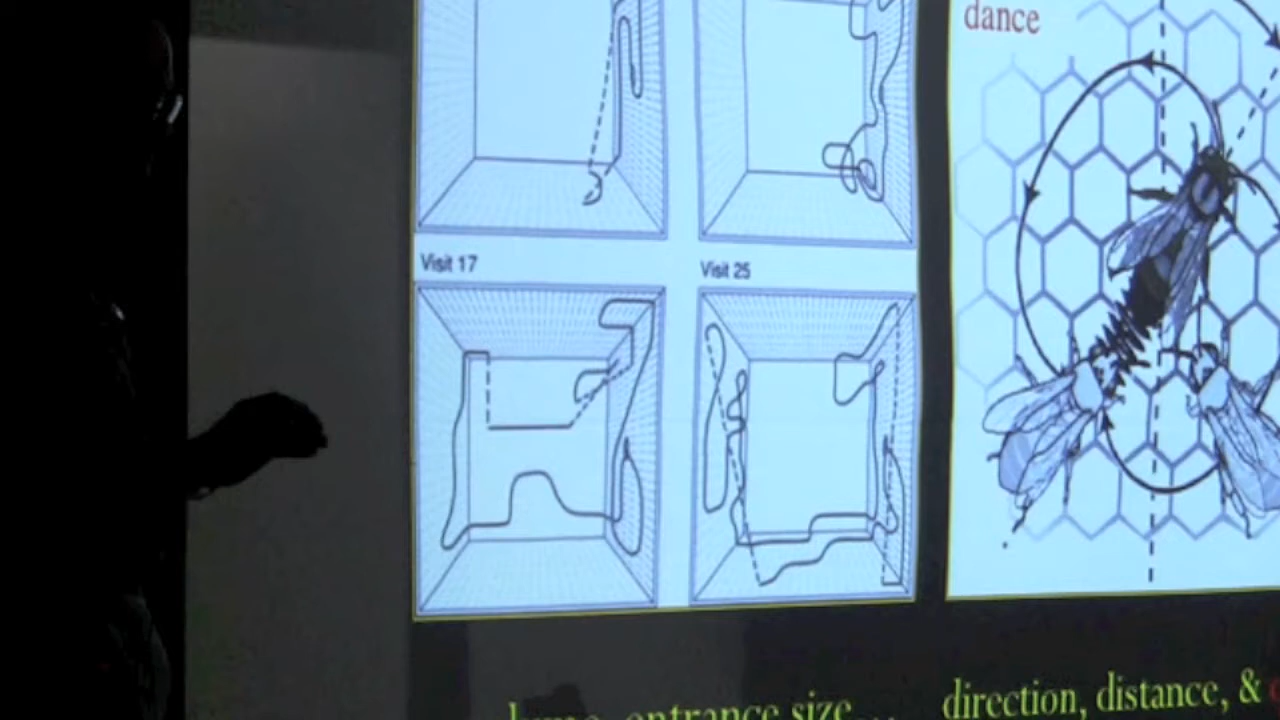 dance
Visit 17
Visit 25
entrance size...
direction, distance, &